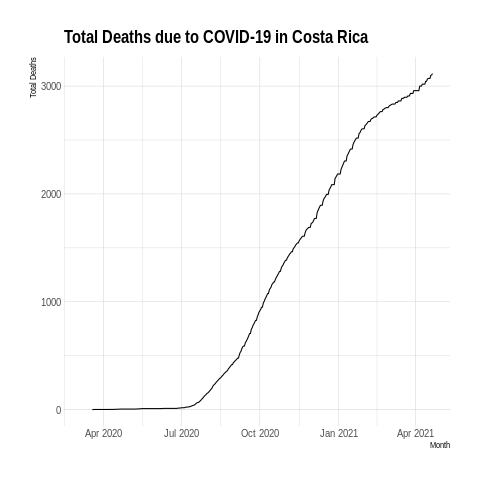 Total Deaths due to COVID-19 in Costa Rica
Total Deaths
3000
2000
1000
0
Apr 2020 Jul 2020 Oct 2020 Jan 2021 Apr 2021
Month